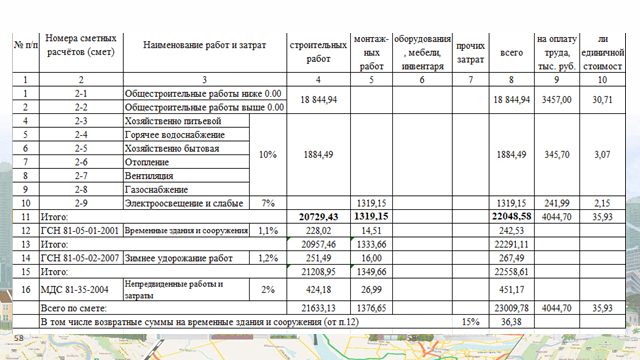 № п/п Номера сметных расчётов (смет) Наименование работ и затрат строительных работ монтаж-ных работ оборудования, мебели, инвентаря прочих затрат всего на оплату труда, тыс. руб. ли единичной стоимост
1 2 3 4 5 6 7 8 9 10
1 2-1 Общестроительные работы ниже 0.00 18 844,94 18 844,94 3457,00 30,71
2 2-2 Общестроительные работы выше 0.00
4 2-3 Хозяйственно питьевой 10% 1884,49 1884,49 345,70 3,07
5 2-4 Горячее водоснабжение
6 2-5 Хозяйственно бытовая
7 2-6 Отопление
8 2-7 Вентиляция
9 2-8 Газоснабжение
10 2-9 Электроосвещение и слабые 7% 1319,15 1319,15 241,99 2,15
11 Итого: 20729,43 1319,15 22048,58 4044,70 35,93
12 ГСН 81-05-01-2001 Временные здания и сооружения 1,1% 228,02 14,51 242,53
13 Итого: 20957,46 1333,66 22291,11
14 ГСН 81-05-02-2007 Зимнее удорожание работ 1,2% 251,49 16,00 267,49
15 Итого: 21208,95 1349,66 22558,61
16 МДС 81-35-2004 Непредвиденные работы и затраты 2% 424,18 26,99 451,17
Всего по смете: 21633,13 1376,65 23009,78 4044,70 35,93
В том числе возвратные суммы на временные здания и сооружения (от п.12) 15% 36,38
58